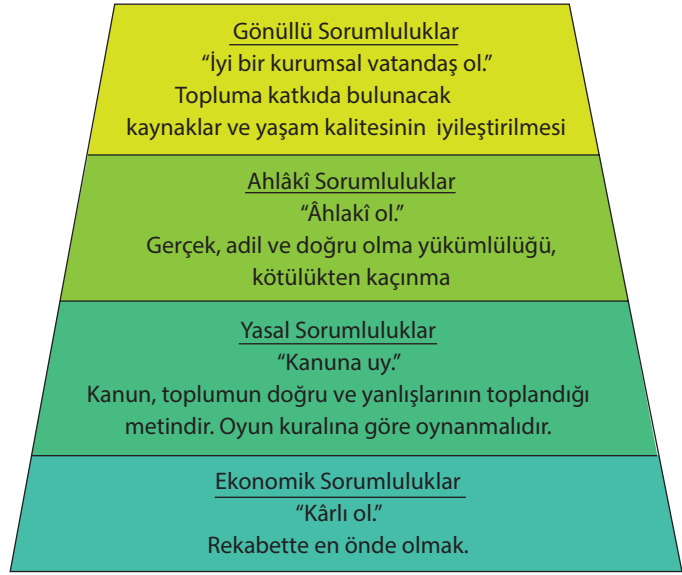 Gönüllü Sorumluluklar
“İyi bir kurumsal vatandaş ol.”
Topluma katkıda bulunacak
kaynaklar ve yaşam kalitesinin iyileştirilmesi
Ahlâkî Sorumluluklar
“Âhlakî ol.”
Gerçek, adil ve doğru olma yükümlülüğü,
kötülükten kaçınma
Yasal Sorumluluklar
“Kanuna uy.”
Kanun, toplumun doğru ve yanlışlarının toplandığı
metindir. Oyun kuralına göre oynanmalıdır.
Ekonomik Sorumluluklar
“Kârlı ol.”
Rekabette en önde olmak.